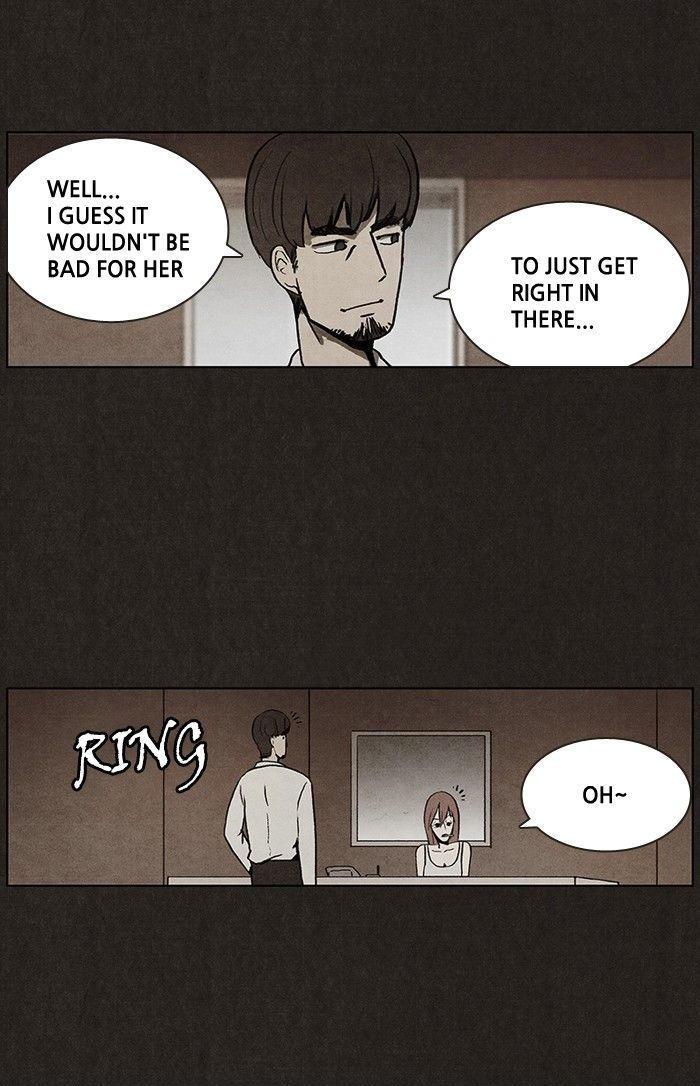 WELL...
I GUESS IT
WOULDN'T BE
BAD FOR HER
TO JUST GET
RIGHT IN
THERE...
RING
OH~